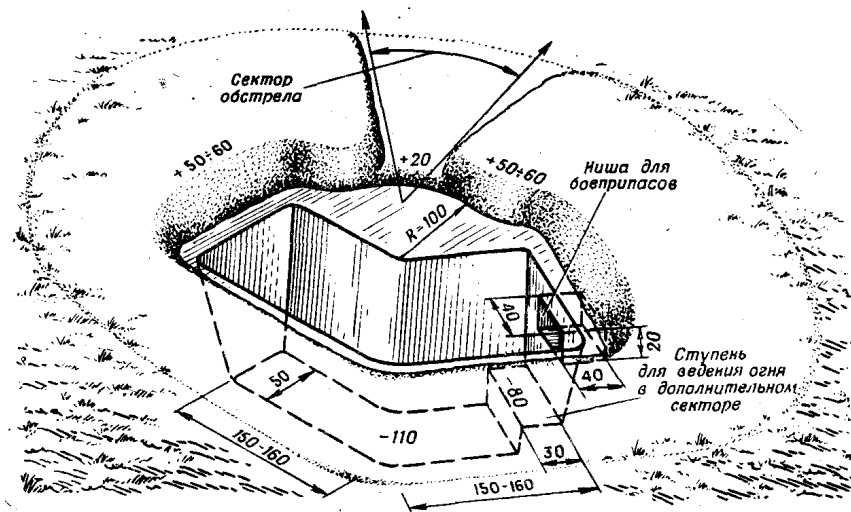 Сектор
обстрела
+50÷60
+20
+50÷60
Ниша для
боеприпасов
R=100
40
20
40
Ступень
для ведения огня
в дополнительном
секторе
50
-80
-110
30
150-160
150-160